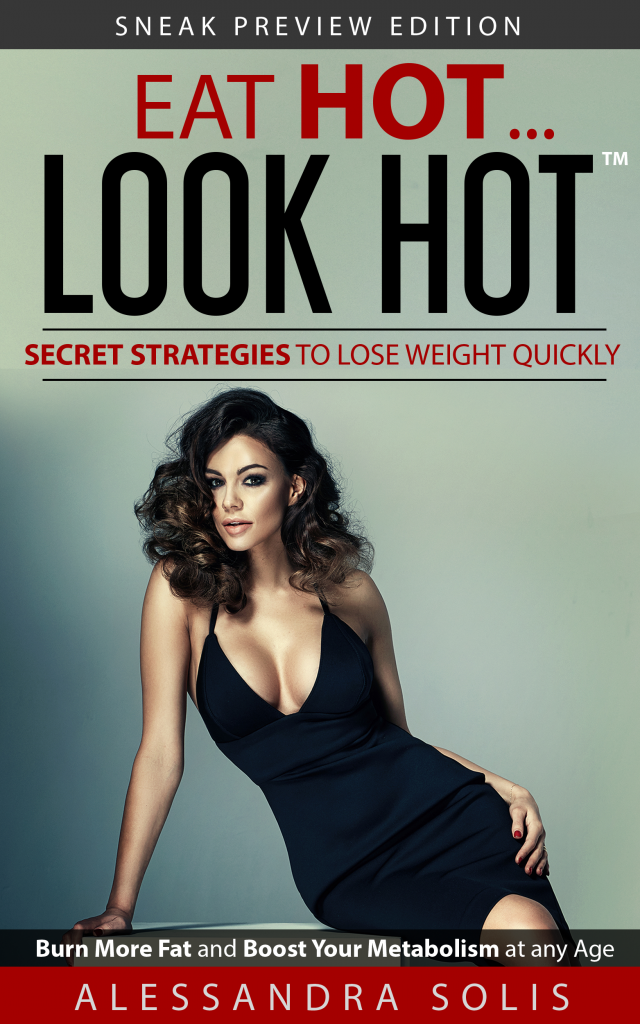 SNEAK PREVIEW EDITION
EAT HOT...
LOOK HOT™
SECRET STRATEGIES TO LOSE WEIGHT QUICKLY
Burn More Fat and Boost Your Metabolism at any Age
ALESSANDRA SOLIS